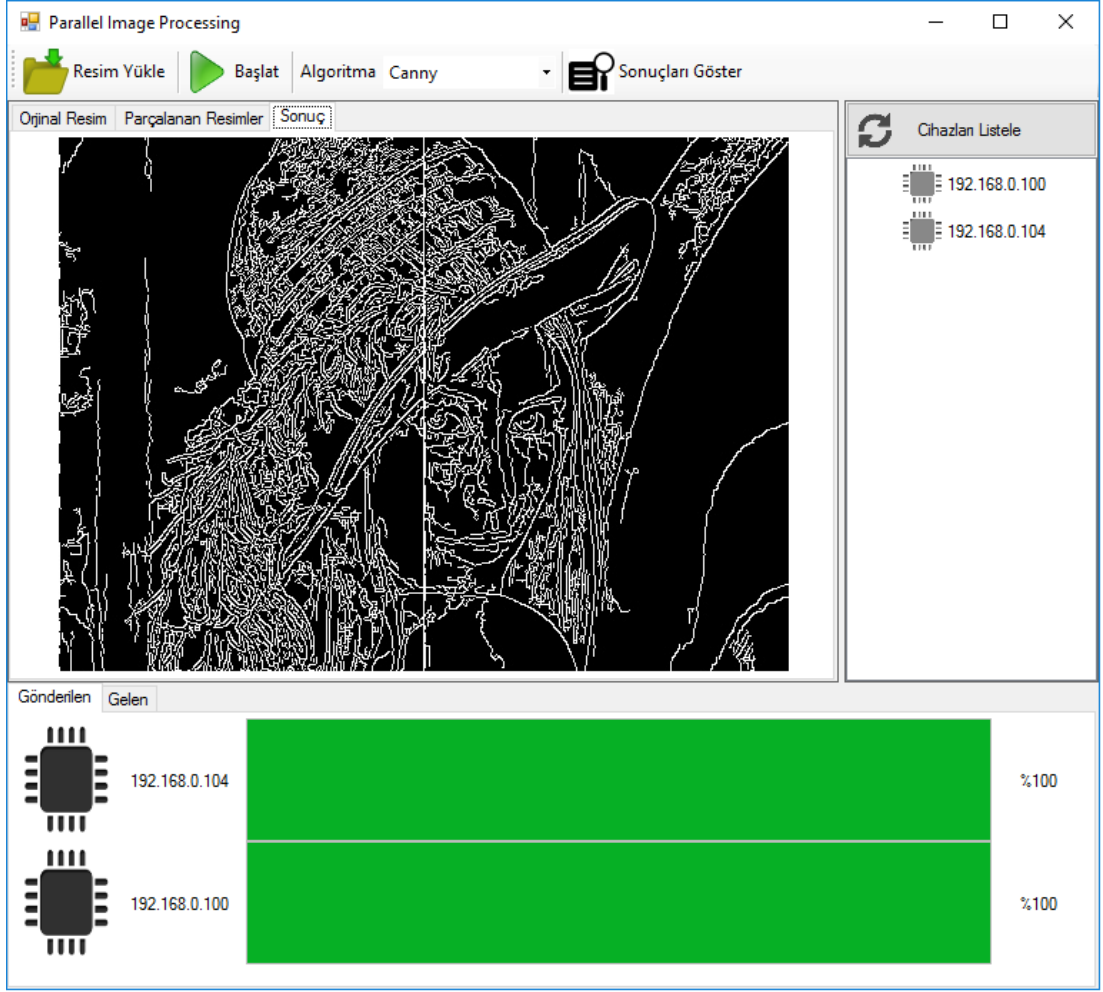 Parallel Image Processing
Resim Yükle Başlat Algoritma Canny Sonuçları Göster
Orjinal Resim Parçalanan Resimler Sonuç
Cihazları Listele
192.168.0.100
192.168.0.104
Gönderilen Gelen
192.168.0.104 %100
192.168.0.100 %100